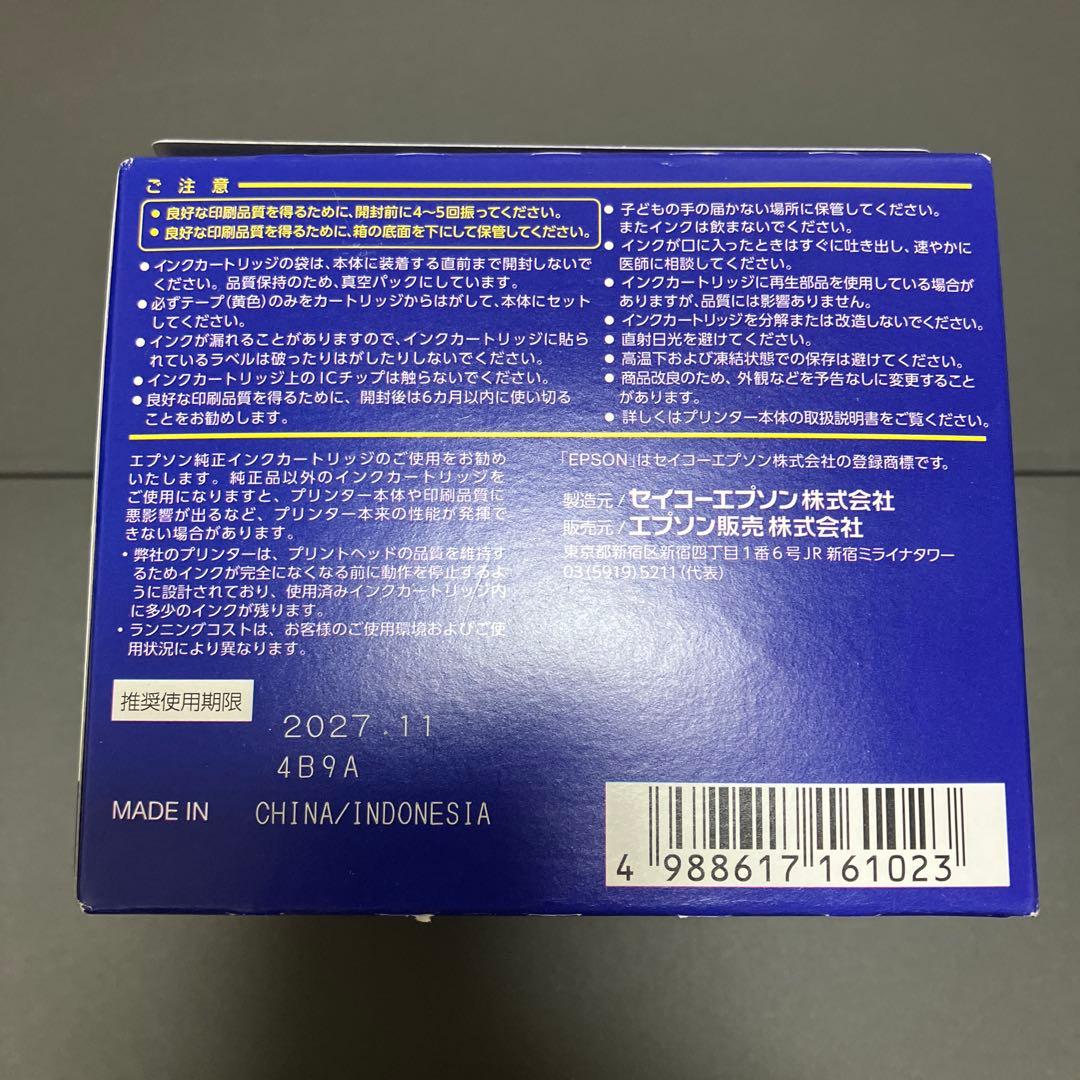 ご注意
● 良好な印刷品質を得るために、開封前に4～5回振ってください。
● 良好な印刷品質を得るために、箱の底面を下にして保管してください。
● インクカートリッジの袋は、本体に装着する直前まで開封しないで
ください。品質保持のため、真空パックにしています。
● 必ずテープ(黄色)のみをカートリッジからはがして、本体にセット
してください。
● インクが漏れることがありますので、インクカートリッジに貼ら
れているラベルは破ったりはがしたりしないでください。
● インクカートリッジ上のICチップは触らないでください。
● 良好な印刷品質を得るために、開封後は6カ月以内に使い切る
ことをお勧めします。
● 子どもの手の届かない場所に保管してください。
またインクは飲まないでください。
● インクが口に入ったときはすぐに吐き出し、速やかに
医師に相談してください。
● インクカートリッジに再生部品を使用している場合が
ありますが、品質には影響ありません。
● インクカートリッジを分解または改造しないでください。
● 直射日光を避けてください。
● 高温下および凍結状態での保存は避けてください。
● 商品改良のため、外観などを予告なしに変更すること
があります。
● 詳しくはプリンター本体の取扱説明書をご覧ください。
エプソン純正インクカートリッジのご使用をお勧め
いたします。純正品以外のインクカートリッジを
ご使用になりますと、プリンター本体や印刷品質に
悪影響が出るなど、プリンター本来の性能が発揮で
きない場合があります。
・弊社のプリンターは、プリントヘッドの品質を維持す
るためインクが完全になくなる前に動作を停止するよ
うに設計されており、使用済みインクカートリッジ内
に多少のインクが残ります。
・ランニングコストは、お客様のご使用環境およびご使
用状況により異なります。
「EPSON」はセイコーエプソン株式会社の登録商標です。
製造元/セイコーエプソン株式会社
販売元/エプソン販売株式会社
東京都新宿区新宿四丁目1番6号JR新宿ミライナタワー
03(5919)5211(代表)
推奨使用期限
2027.11
4B9A
MADE IN CHINA/INDONESIA
4 988617 161023